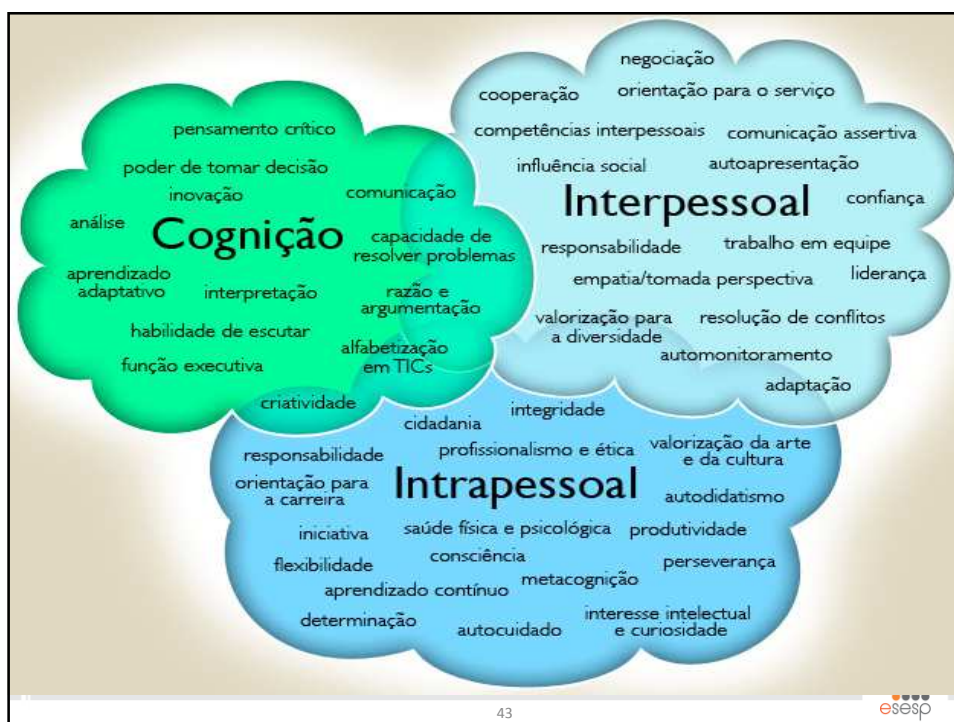 negociação
cooperação
orientação para o serviço
competências interpessoais
comunicação assertiva
influência social
autoapresentação
Interpessoal
confiança
responsabilidade
trabalho em equipe
empatia/tomada perspectiva
liderança
valorização para
a diversidade
resolução de conflitos
automonitoramento
adaptação
pensamento crítico
poder de tomar decisão
inovação
comunicação
análise
Cognição
capacidade de
resolver problemas
aprendizado
adaptativo
interpretação
razão e
argumentação
habilidade de escutar
função executiva
alfabetização
em TICs
criatividade
cidadania
integridade
responsabilidade
profissionalismo e ética
valorização da arte
e da cultura
orientação para
a carreira
Intrapessoal
autodidatismo
iniciativa
saúde física e psicológica
produtividade
flexibilidade
consciência
perseverança
aprendizado contínuo
metacognição
determinação
autocuidado
interesse intelectual
e curiosidade
43
esesp